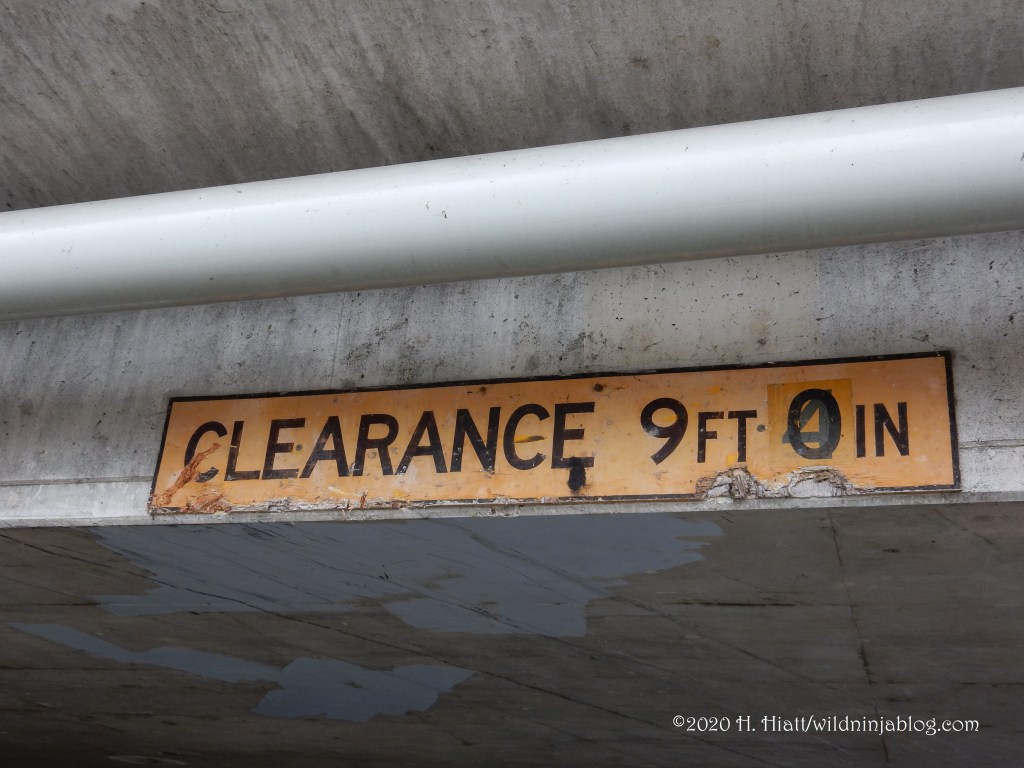 CLEARANCE 9FT 0IN
©2020 H. Hiatt/wildninjablog.com